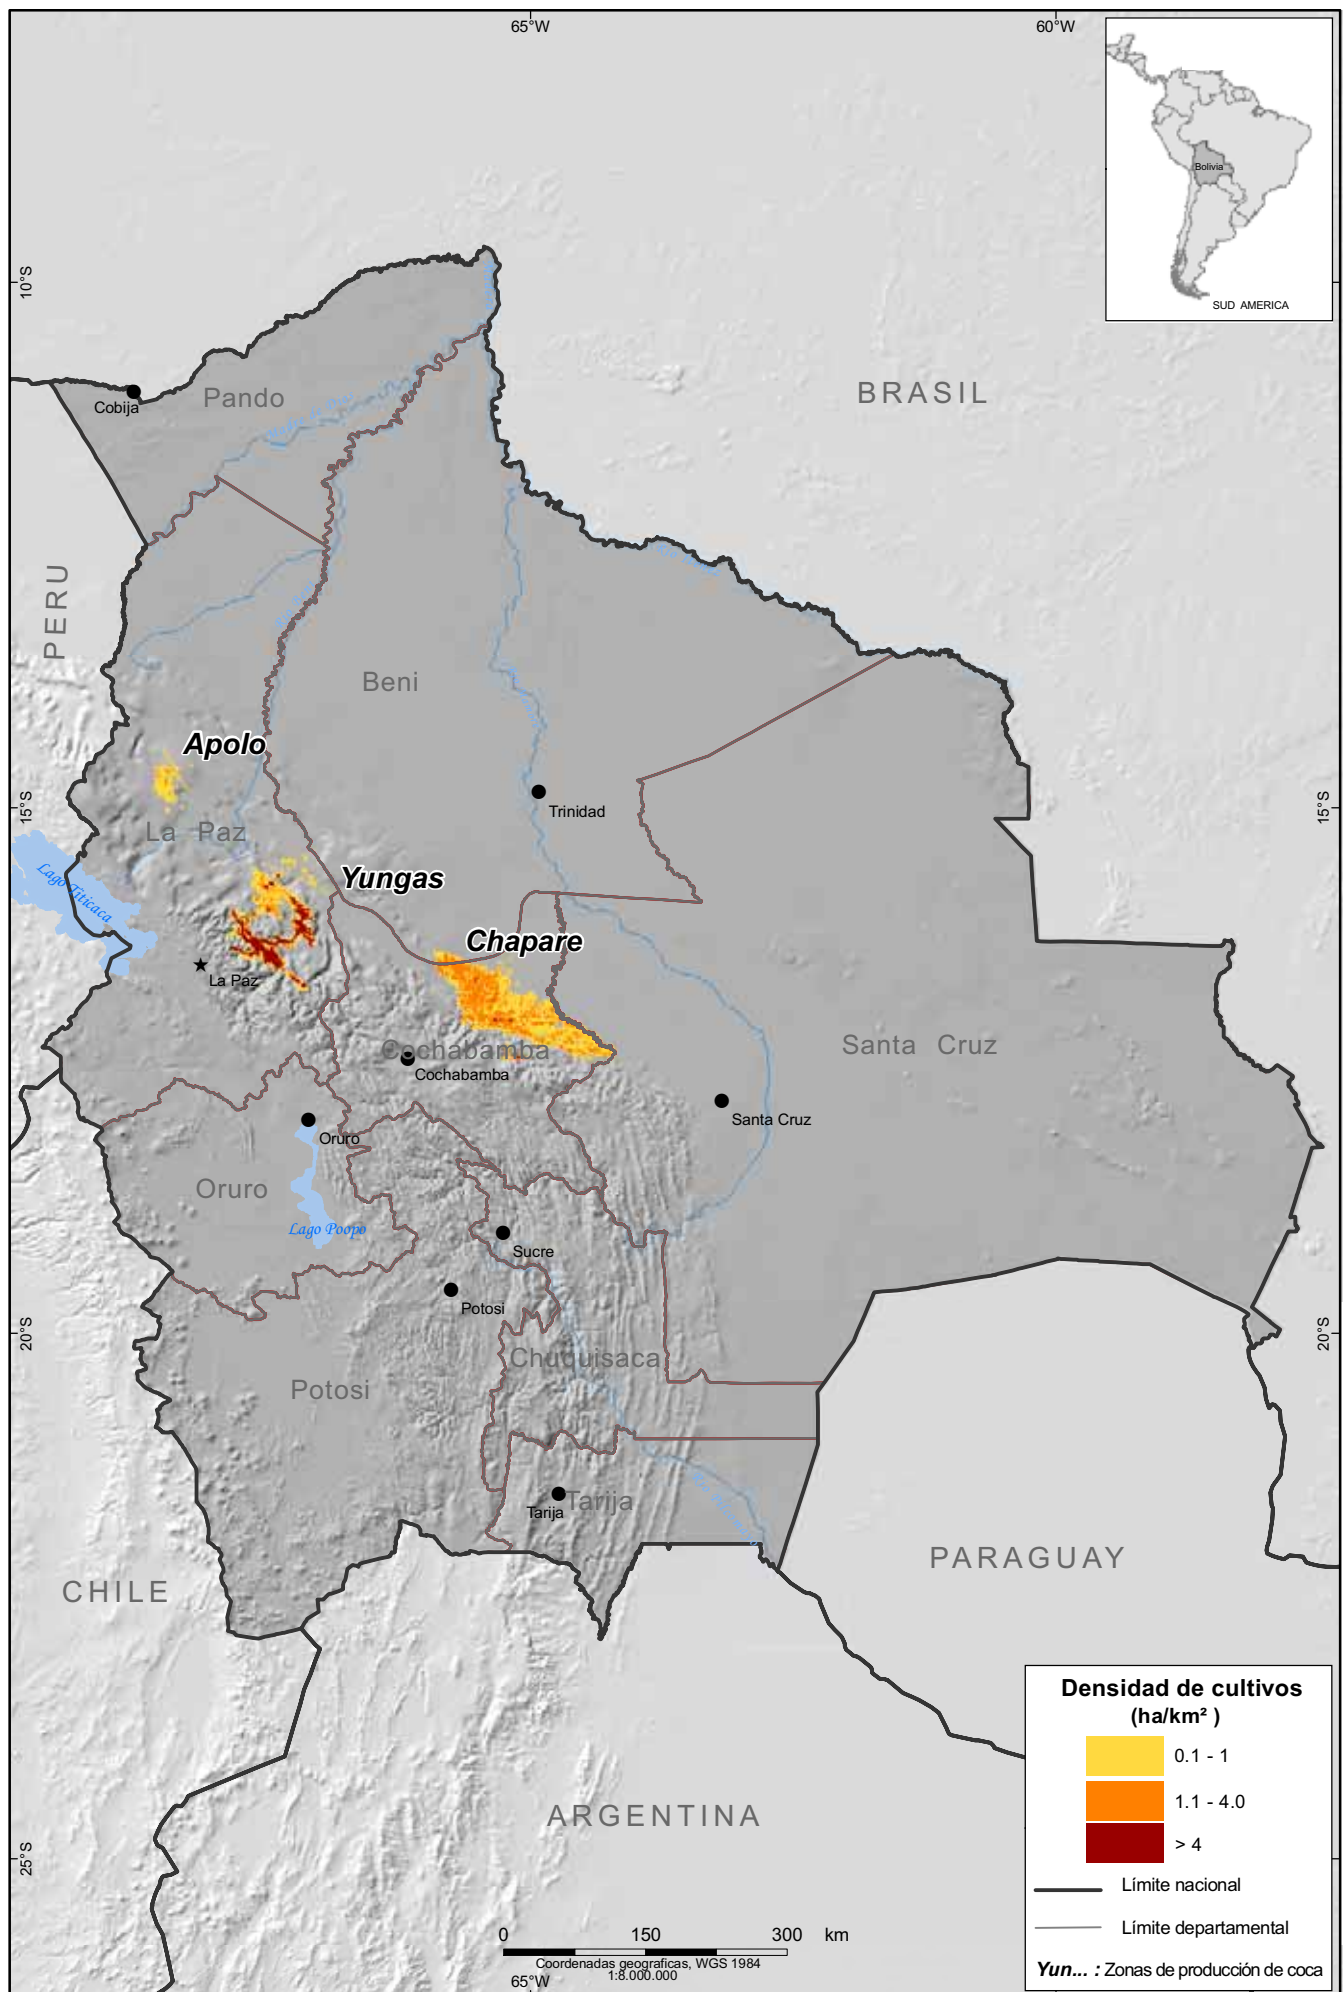 65°W
60°W
Bolivia
SUD AMERICA
10°S
BRASIL
Pando
Cobija
PERU
Beni
Apolo
Trinidad
15°S
15°S
La Paz
Yungas
Lago Titicaca
Chapare
La Paz
Cochabamba
Cochabamba
Santa Cruz
Santa Cruz
Oruro
Oruro
Lago Poopo
Sucre
Potosi
20°S
20°S
Chuquisaca
Potosi
Tarija
Tarija
PARAGUAY
CHILE
ARGENTINA
25°S
Densidad de cultivos
(ha/km² )
0.1 - 1
1.1 - 4.0
> 4
Límite nacional
Límite departamental
Yun... : Zonas de producción de coca
0 150 300 km
Coordenadas geograficas, WGS 1984
1:8.000.000
65°W